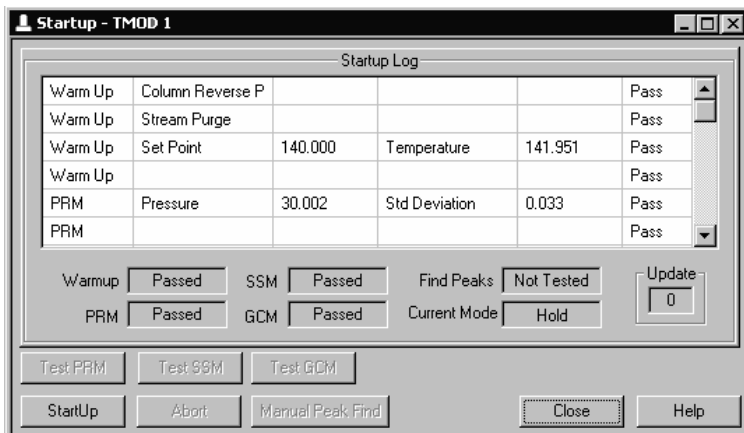 Startup - TMOD 1
Startup Log
Warm Up Column Reverse P Pass
Warm Up Stream Purge Pass
Warm Up Set Point 140.000 Temperature 141.951 Pass
Warm Up Pass
PRM Pressure 30.002 Std Deviation 0.033 Pass
PRM Pass
Warmup Passed SSM Passed Find Peaks Not Tested Update
PRM Passed GCM Passed Current Mode Hold 0
Test PRM Test SSM Test GCM
StartUp Abort Manual Peak Find Close Help